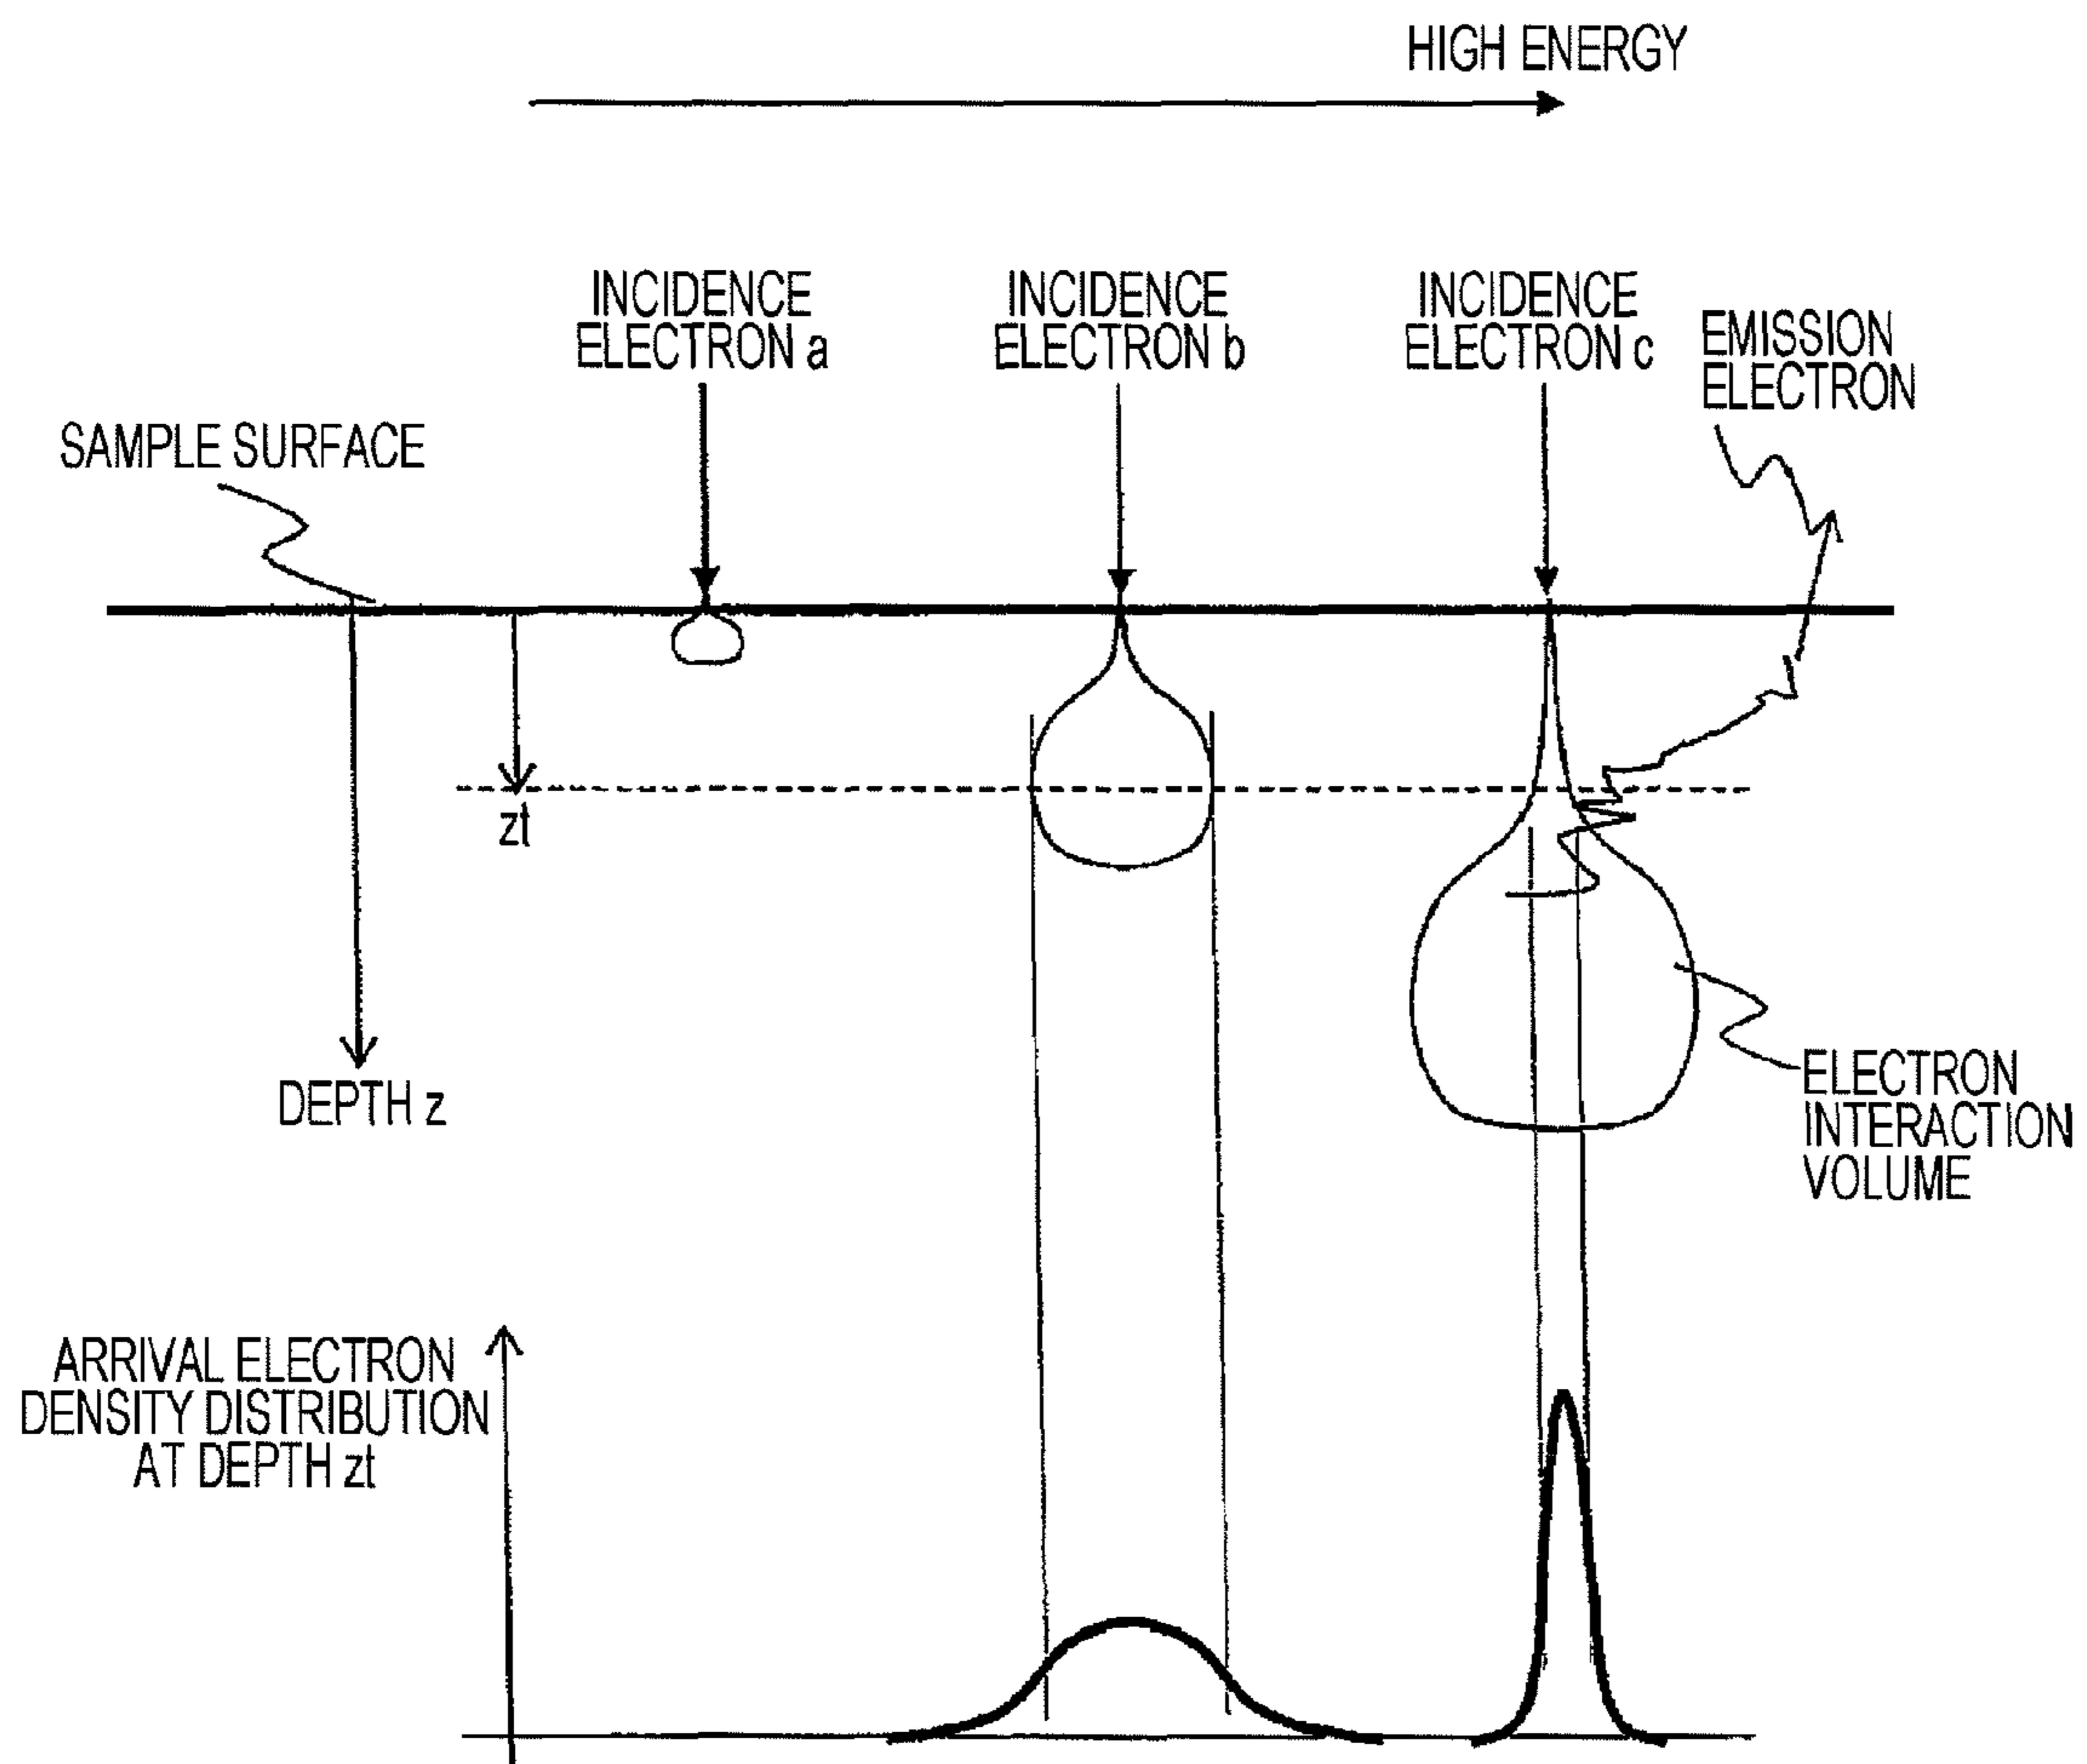 HIGH ENERGY
INCIDENCE
ELECTRON a
INCIDENCE
ELECTRON b
INCIDENCE
ELECTRON c
EMISSION
ELECTRON
SAMPLE SURFACE
zt
DEPTH z
ELECTRON
INTERACTION
VOLUME
ARRIVAL ELECTRON
DENSITY DISTRIBUTION
AT DEPTH zt